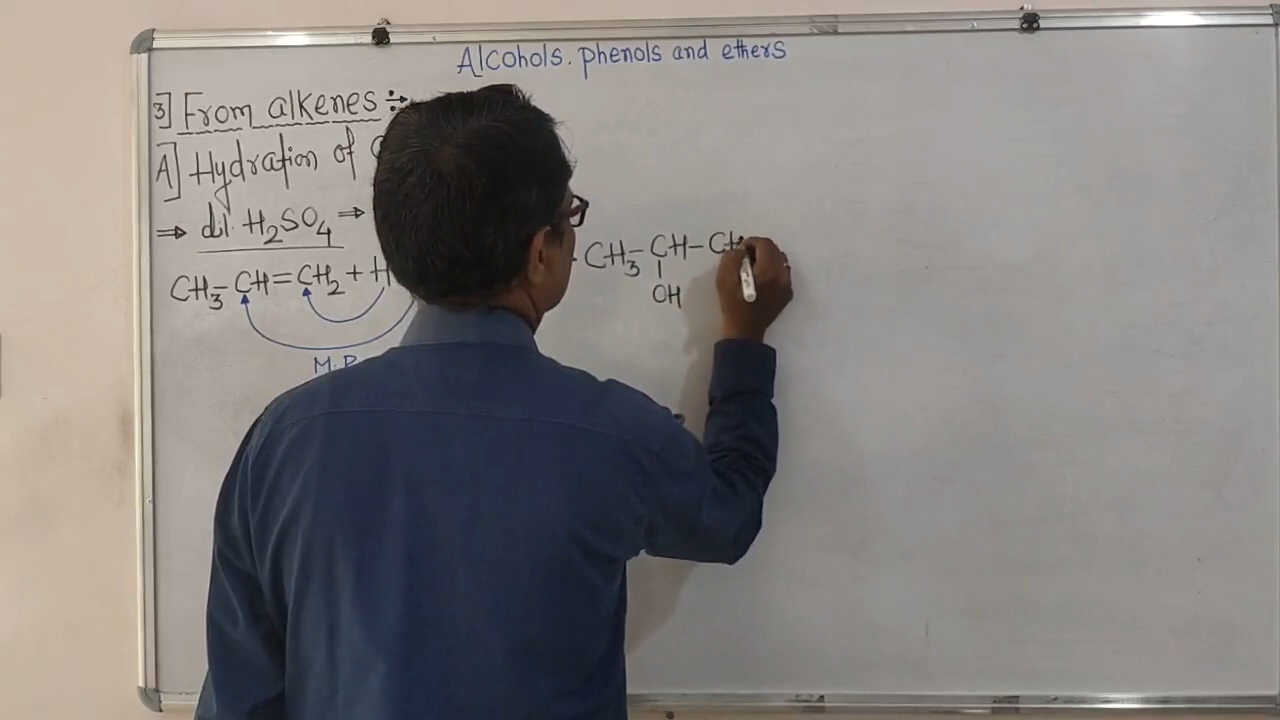 Alcohols. phenols and ethers
3] From alkenes ÷→
A] Hydration of
⇒ dil. H₂SO₄ ⇒
CH₃-CH=CH₂ + H CH₃-CH-CH
OH
M.R